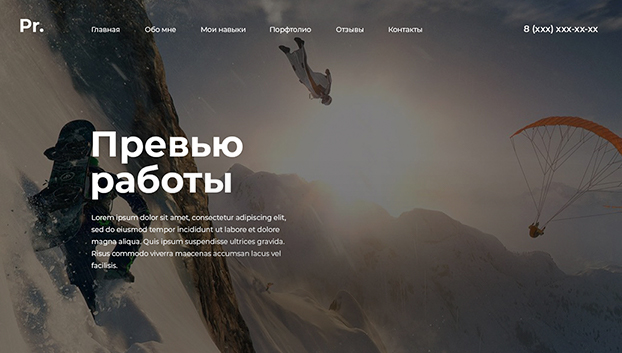 Pr.
Главная Обо мне Мои навыки Порфтолио Отзывы Контакты 8 (xxx) xxx-xx-xx
Превью
работы
Lorem ipsum dolor sit amet, consectetur adipiscing elit,
sed do eiusmod tempor incididunt ut labore et dolore
magna aliqua. Quis ipsum suspendisse ultrices gravida.
Risus commodo viverra maecenas accumsan lacus vel
facilisis.